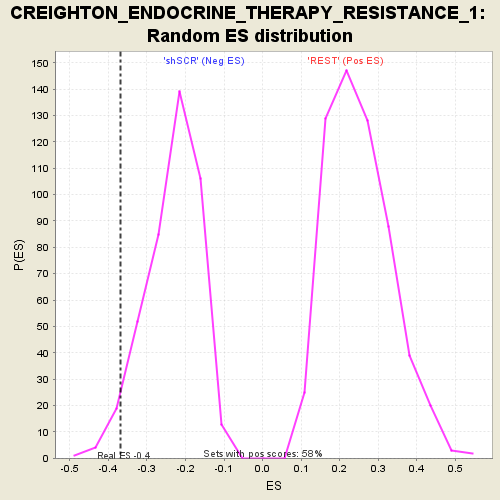 CREIGHTON_ENDOCRINE_THERAPY_RESISTANCE_1:
Random ES distribution
'shSCR' (Neg ES) 'REST' (Pos ES)
150
140
130
120
110
100
90
80
70
60
50
40
30
20
10
0
P(ES)
Real ES -0.4 Sets with pos scores: 58%
-0.5 -0.4 -0.3 -0.2 -0.1 0.0 0.1 0.2 0.3 0.4 0.5
ES